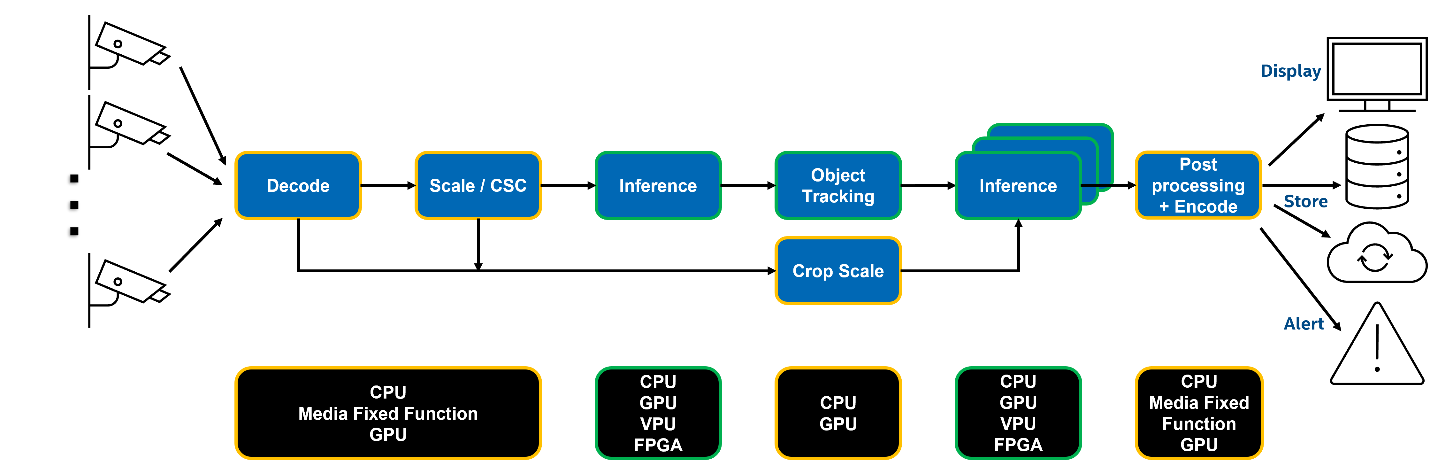 Display
Decode
Scale / CSC
Inference
Object
Tracking
Inference
Post
processing
+ Encode
Store
Crop Scale
Alert
CPU
Media Fixed Function
GPU
CPU
GPU
VPU
FPGA
CPU
GPU
CPU
GPU
VPU
FPGA
CPU
Media Fixed
Function
GPU